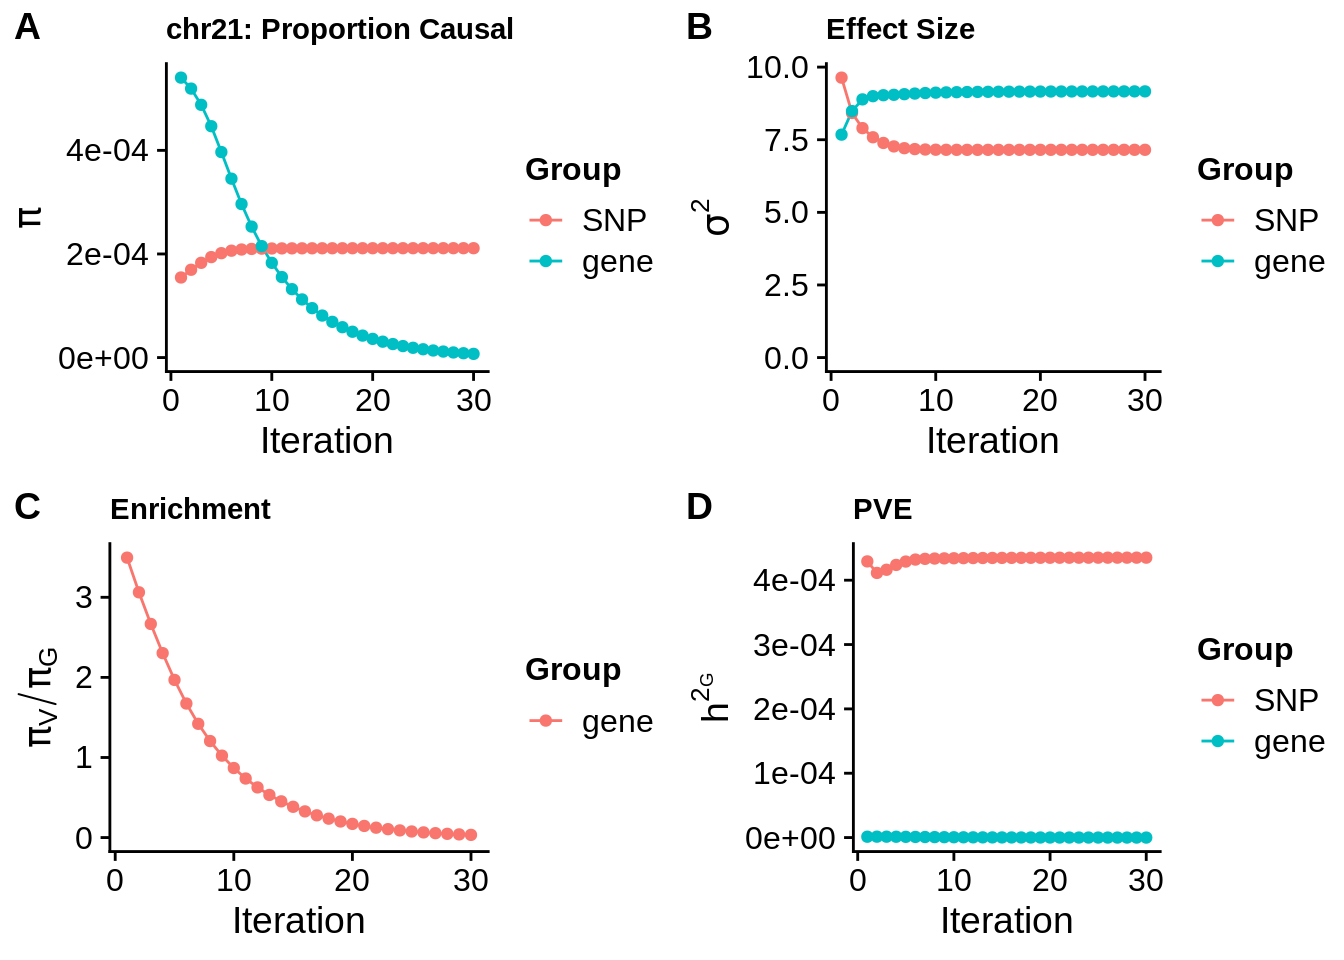 A
chr21: Proportion Causal
π
4e-04
2e-04
0e+00
0 10 20 30
Iteration
Group
SNP
gene
B
Effect Size
σ²
10.0
7.5
5.0
2.5
0.0
0 10 20 30
Iteration
Group
SNP
gene
C
Enrichment
πV/πG
3
2
1
0
0 10 20 30
Iteration
Group
gene
D
PVE
h2G
4e-04
3e-04
2e-04
1e-04
0e+00
0 10 20 30
Iteration
Group
SNP
gene